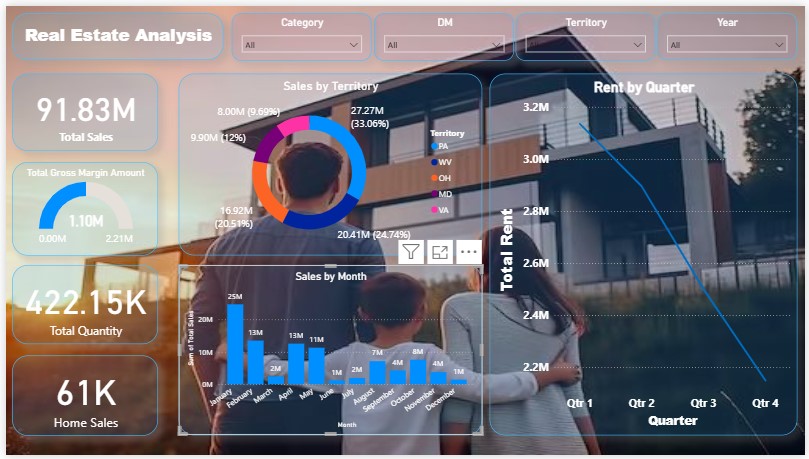 Real Estate Analysis
Category
All
DM
All
Territory
All
Year
All
91.83M
Total Sales
Total Gross Margin Amount
1.10M
0.00M
2.21M
422.15K
Total Quantity
61K
Home Sales
Sales by Territory
8.00M (9.69%)
27.27M
(33.06%)
9.90M (12%)
16.92M
(20.51%)
20.41M (24.74%)
Territory
PA
WV
OH
MD
VA
Sales by Month
Sum of Total Sales
20M
10M
0M
25M
13M
2M
13M
11M
1M
2M
7M
4M
8M
4M
1M
January
February
March
April
May
June
July
August
September
October
November
December
Month
Rent by Quarter
Total Rent
3.2M
3.0M
2.8M
2.6M
2.4M
2.2M
Qtr 1
Qtr 2
Qtr 3
Qtr 4
Quarter